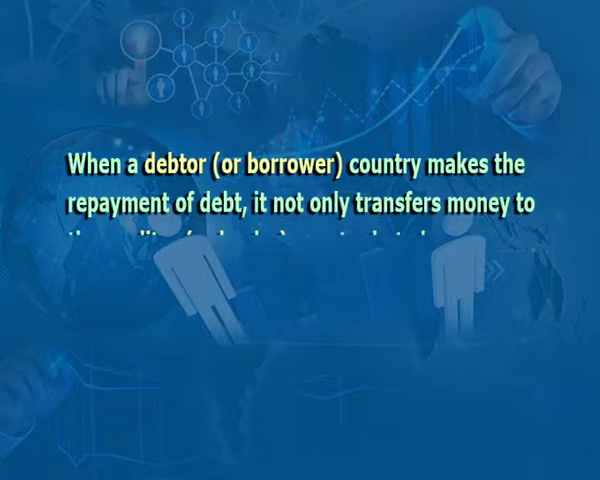 When a debtor (or borrower) country makes the
repayment of debt, it not only transfers money to